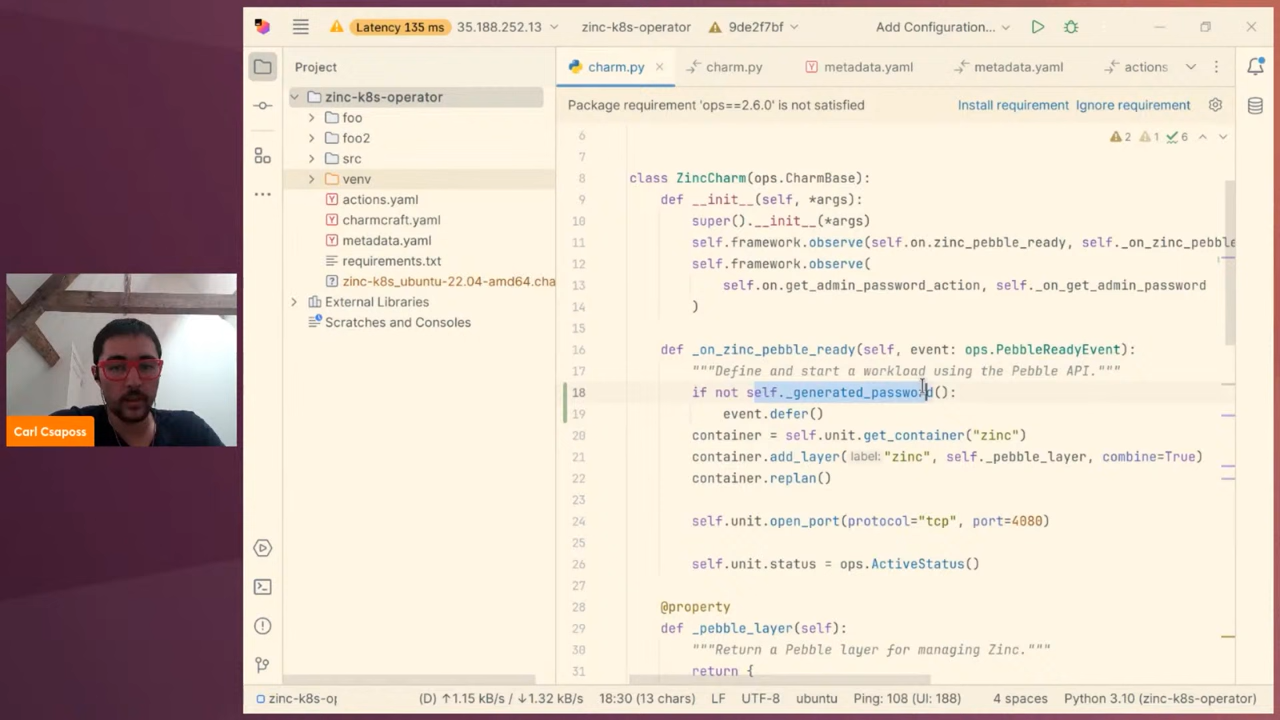 Latency 135 ms 35.188.252.13 zinc-k8s-operator 9de2f7bf Add Configuration...
Project
charm.py charm.py metadata.yaml metadata.yaml actions
zinc-k8s-operator
Package requirement 'ops==2.6.0' is not satisfied Install requirement Ignore requirement
foo
foo2
src
venv
actions.yaml
charmcraft.yaml
metadata.yaml
requirements.txt
zinc-k8s_ubuntu-22.04-amd64.cha
External Libraries
Scratches and Consoles
2 1 6
6
7
8 class ZincCharm(ops.CharmBase):
9 def __init__(self, *args):
10 super().__init__(*args)
11 self.framework.observe(self.on.zinc_pebble_ready, self._on_zinc_pebble
12 self.framework.observe(
13 self.on.get_admin_password_action, self._on_get_admin_password
14 )
15
16 def _on_zinc_pebble_ready(self, event: ops.PebbleReadyEvent):
17 """Define and start a workload using the Pebble API."""
18 if not self._generated_password():
19 event.defer()
20 container = self.unit.get_container("zinc")
21 container.add_layer( label: "zinc", self._pebble_layer, combine=True)
22 container.replan()
23
24 self.unit.open_port(protocol="tcp", port=4080)
25
26 self.unit.status = ops.ActiveStatus()
27
28 @property
29 def _pebble_layer(self):
30 """Return a Pebble layer for managing Zinc."""
31 return {
Carl Csaposs
zinc-k8s-op (D) ↑1.15 kB/s / ↓1.32 kB/s 18:30 (13 chars) LF UTF-8 ubuntu Ping: 108 (UI: 188) 4 spaces Python 3.10 (zinc-k8s-operator)